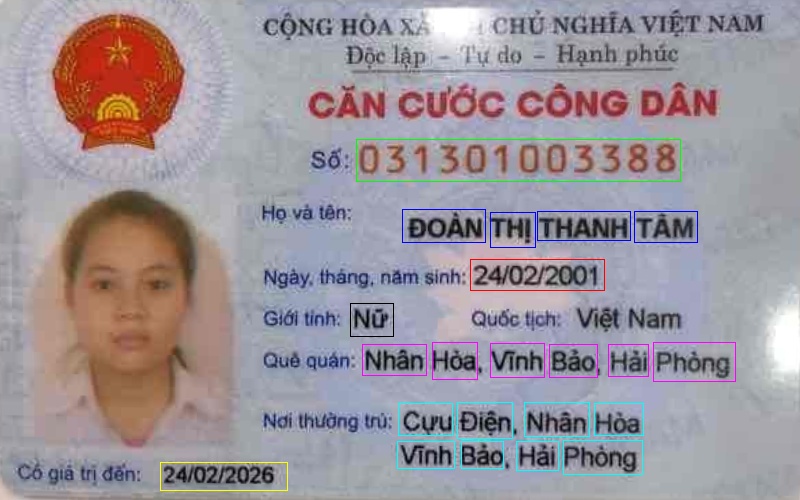 CỘNG HÒA XÃ CHỦ NGHĨA VIỆT NAM
Độc lập - Tự do - Hạnh phúc
CĂN CƯỚC CÔNG DÂN
Số: 031301003388
Họ và tên: ĐOÀN THỊ THANH TÂM
Ngày, tháng, năm sinh: 24/02/2001
Giới tính: Nữ Quốc tịch: Việt Nam
Quê quán: Nhân Hòa, Vĩnh Bảo, Hải Phòng
Nơi thường trú: Cựu Điện, Nhân Hòa
Vĩnh Bảo, Hải Phòng
Có giá trị đến: 24/02/2026